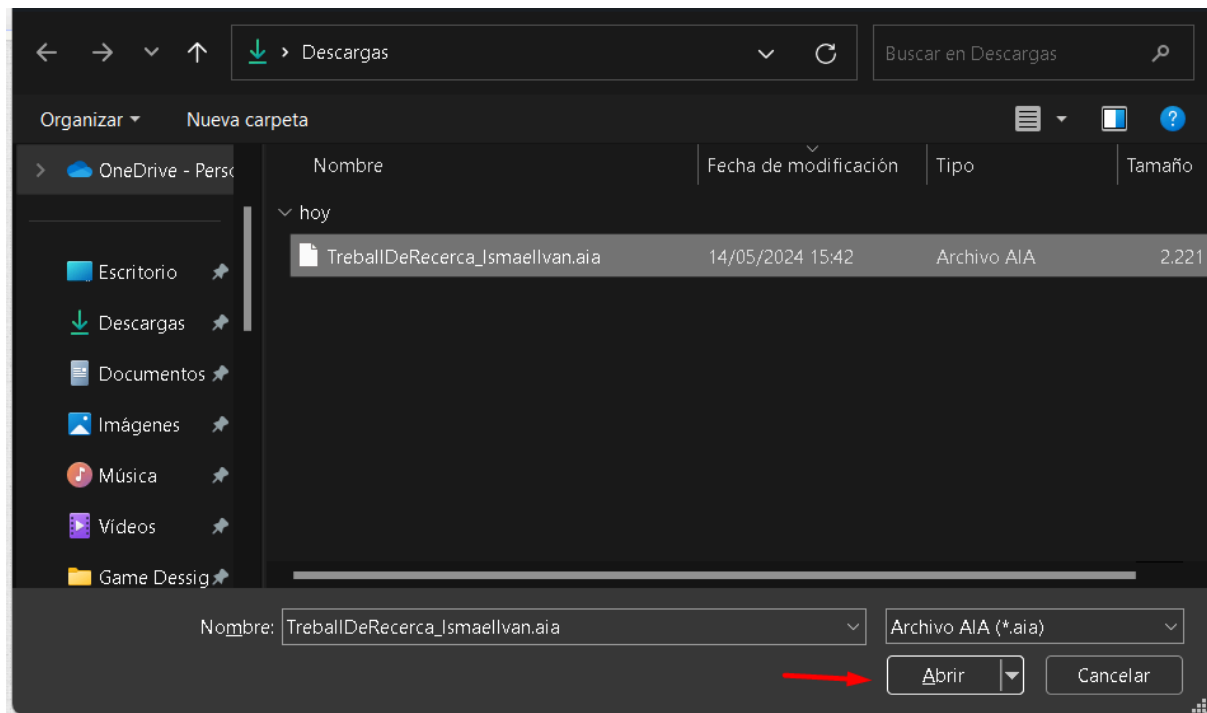 Descargas
Buscar en Descargas
Organizar
Nueva carpeta
OneDrive - Perso
Nombre
Fecha de modificación
Tipo
Tamaño
hoy
TreballDeRecerca_IsmaelIvan.aia
14/05/2024 15:42
Archivo AIA
2.221
Escritorio
Descargas
Documentos
Imágenes
Música
Vídeos
Game Dessig
Nombre:
TreballDeRecerca_IsmaelIvan.aia
Archivo AIA (*.aia)
Abrir
Cancelar